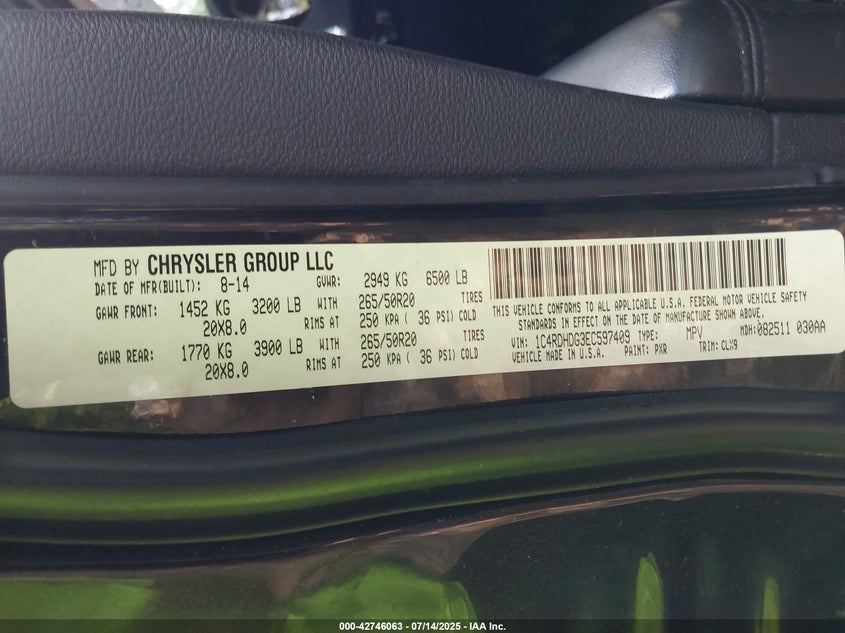 MFD BY CHRYSLER GROUP LLC
DATE OF MFR(BUILT): 8-14 GVWR: 2949 KG 6500 LB
GAWR FRONT: 1452 KG 3200 LB WITH 265/50R20 TIRES
20X8.0 RIMS AT 250 KPA ( 36 PSI) COLD
GAWR REAR: 1770 KG 3900 LB WITH 265/50R20 TIRES
20X8.0 RIMS AT 250 KPA ( 36 PSI) COLD
THIS VEHICLE CONFORMS TO ALL APPLICABLE U.S.A. FEDERAL MOTOR VEHICLE SAFETY
STANDARDS IN EFFECT ON THE DATE OF MANUFACTURE SHOWN ABOVE.
VIN: 1C4RDHDG3EC597409 TYPE: MPV MDH:082511 030AA
VEHICLE MADE IN U.S.A. PAINT: PXR TRIM: CLX9
000-42746063 - 07/14/2025 - IAA Inc.